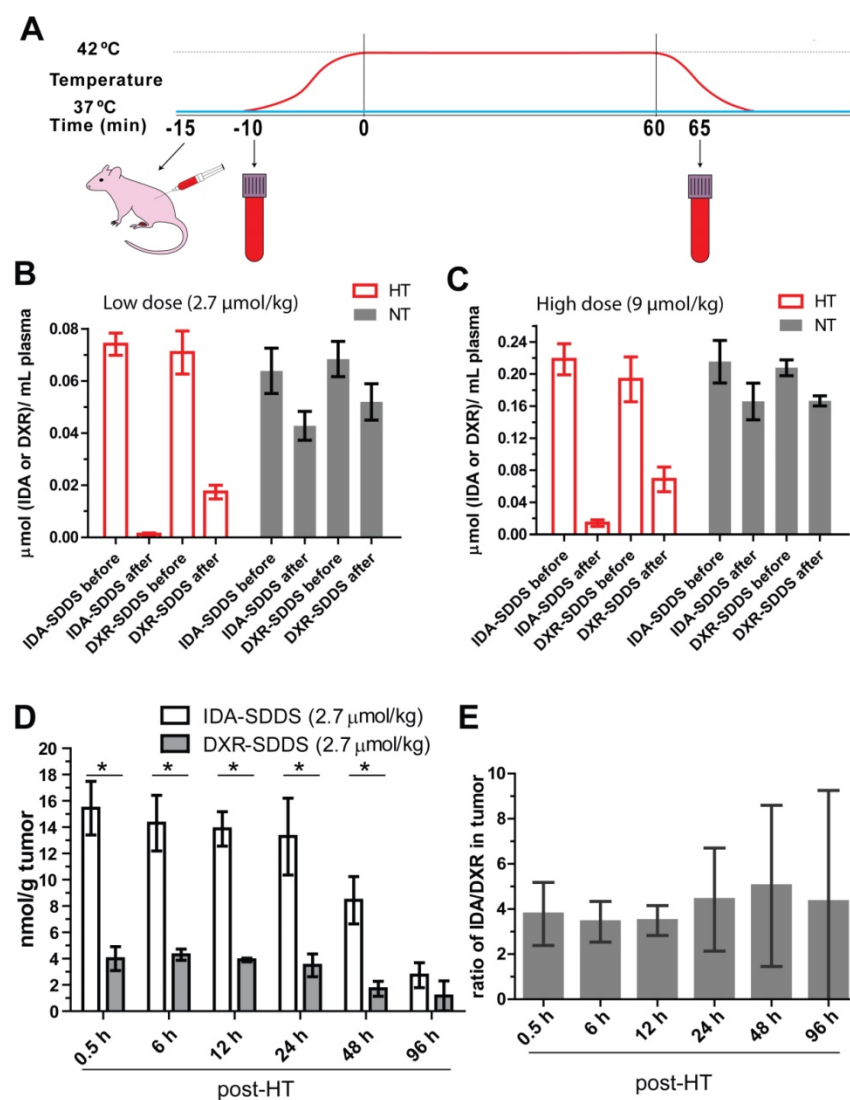 A
42 ºC
Temperature
37 ºC
Time (min)
-15
-10
0
60
65
B
Low dose (2.7 μmol/kg)
HT
NT
μmol (IDA or DXR)/ mL plasma
0.08
0.06
0.04
0.02
0.00
IDA-SDDS before
IDA-SDDS after
DXR-SDDS before
DXR-SDDS after
IDA-SDDS before
IDA-SDDS after
DXR-SDDS before
DXR-SDDS after
C
High dose (9 μmol/kg)
HT
NT
μmol (IDA or DXR)/ mL plasma
0.24
0.20
0.16
0.12
0.08
0.04
0.00
IDA-SDDS before
IDA-SDDS after
DXR-SDDS before
DXR-SDDS after
IDA-SDDS before
IDA-SDDS after
DXR-SDDS before
DXR-SDDS after
D
IDA-SDDS (2.7 μmol/kg)
DXR-SDDS (2.7 μmol/kg)
nmol/g tumor
20
18
16
14
12
10
8
6
4
2
0
* * * * *
0.5 h
6 h
12 h
24 h
48 h
96 h
post-HT
E
ratio of IDA/DXR in tumor
10
8
6
4
2
0
0.5 h
6 h
12 h
24 h
48 h
96 h
post-HT